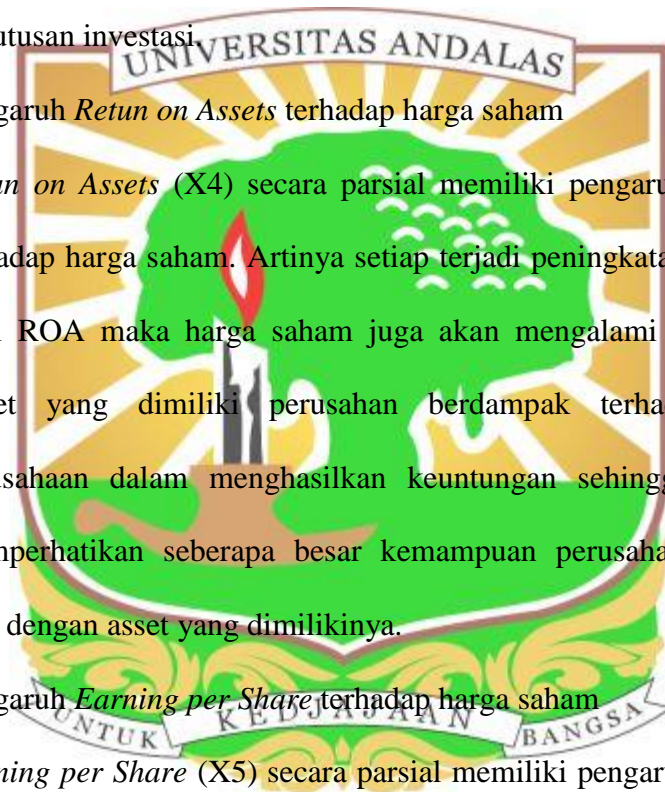 utusan investasi.
UNIVERSITAS ANDALAS
garuh Retun on Assets terhadap harga saham
n on Assets (X4) secara parsial memiliki pengaru
adap harga saham. Artinya setiap terjadi peningkata
ROA maka harga saham juga akan mengalami
et yang dimiliki perusahan berdampak terha
usahaan dalam menghasilkan keuntungan sehingg
nperhatikan seberapa besar kemampuan perusaha
dengan asset yang dimilikinya.
garuh Earning per Share terhadap harga saham
UNTUK KEDJAJAAN BANGSA
ning per Share (X5) secara parsial memiliki pengaru